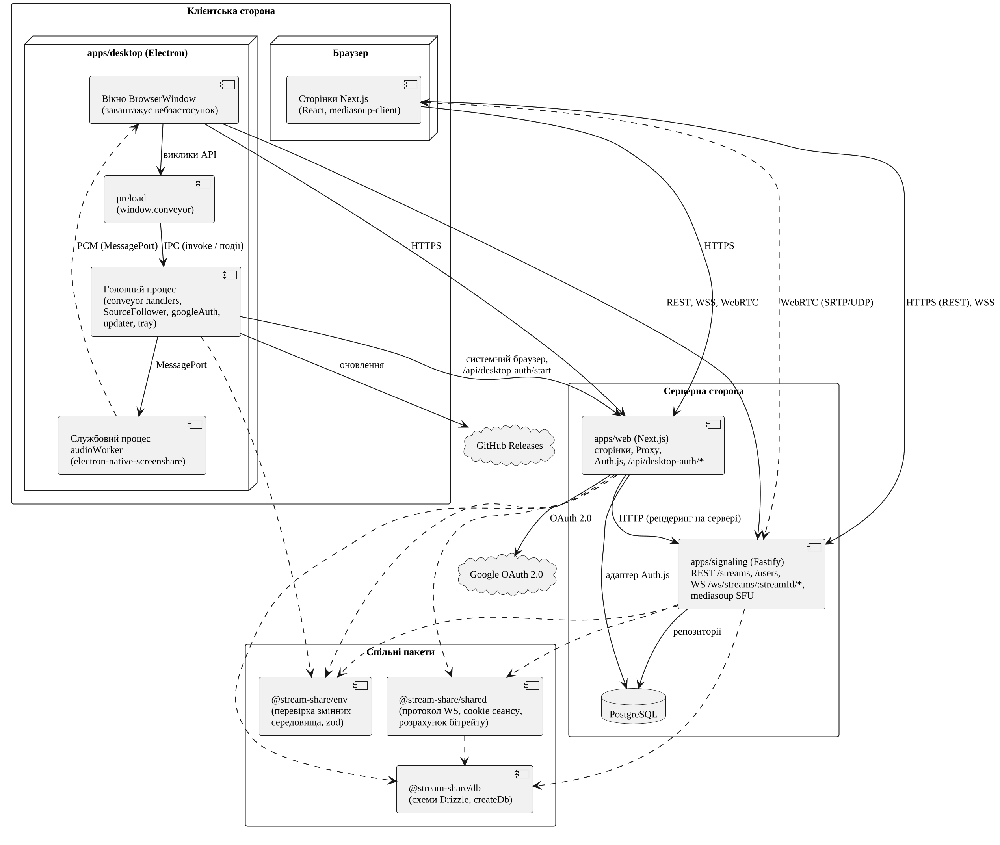 Клієнтська сторона
apps/desktop (Electron)
Браузер
Вікно BrowserWindow
(завантажує вебзастосунок)
Сторінки Next.js
(React, mediasoup-client)
виклики API
preload
(window.conveyor)
PCM (MessagePort)
IPC (invoke / події)
HTTPS
HTTPS
Головний процес
(conveyor handlers,
SourceFollower, googleAuth,
updater, tray)
REST, WSS, WebRTC
WebRTC (SRTP/UDP)
HTTPS (REST), WSS
MessagePort
оновлення
системний браузер,
/api/desktop-auth/start
Серверна сторона
Службовий процес
audioWorker
(electron-native-screenshare)
GitHub Releases
apps/web (Next.js)
сторінки, Proxy,
Auth.js, /api/desktop-auth/*
OAuth 2.0
HTTP (рендеринг на сервері)
Google OAuth 2.0
адаптер Auth.js
apps/signaling (Fastify)
REST /streams, /users,
WS /ws/streams/:streamId/*,
mediasoup SFU
репозиторії
Спільні пакети
@stream-share/env
(перевірка змінних
середовища, zod)
@stream-share/shared
(протокол WS, cookie сеансу,
розрахунок бітрейту)
PostgreSQL
@stream-share/db
(схеми Drizzle, createDb)